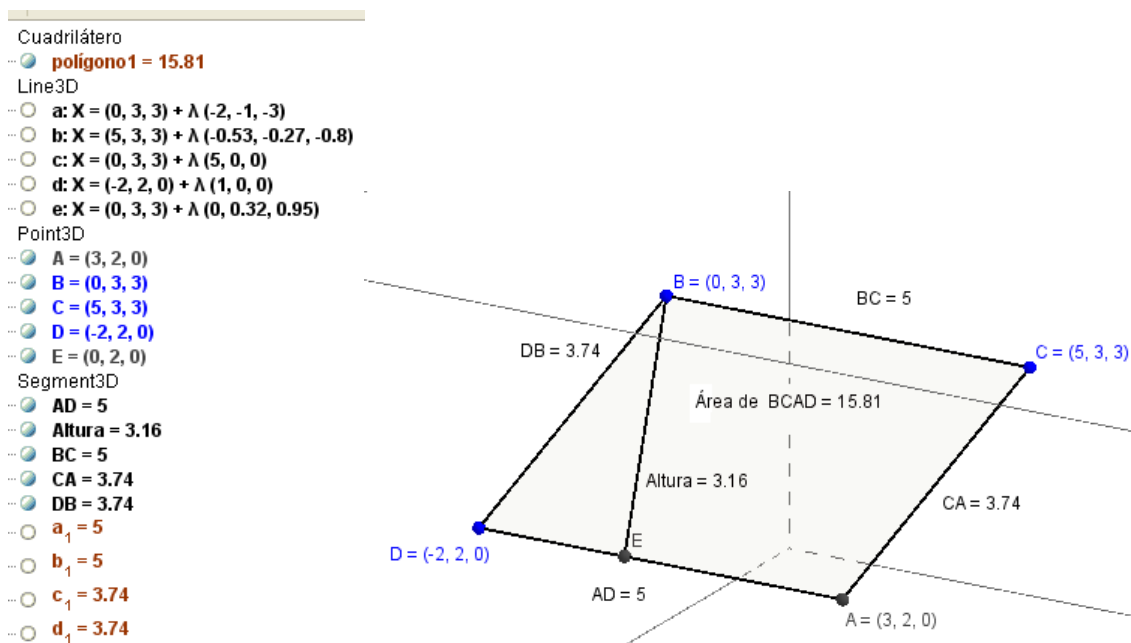 Cuadrilátero
polígono1 = 15.81
Line3D
a: X = (0, 3, 3) + λ (-2, -1, -3)
b: X = (5, 3, 3) + λ (-0.53, -0.27, -0.8)
c: X = (0, 3, 3) + λ (5, 0, 0)
d: X = (-2, 2, 0) + λ (1, 0, 0)
e: X = (0, 3, 3) + λ (0, 0.32, 0.95)
Point3D
A = (3, 2, 0)
B = (0, 3, 3)
C = (5, 3, 3)
D = (-2, 2, 0)
E = (0, 2, 0)
Segment3D
AD = 5
Altura = 3.16
BC = 5
CA = 3.74
DB = 3.74
a₁ = 5
b₁ = 5
c₁ = 3.74
d₁ = 3.74
B = (0, 3, 3)
BC = 5
DB = 3.74
C = (5, 3, 3)
Área de BCAD = 15.81
Altura = 3.16
CA = 3.74
E
D = (-2, 2, 0)
AD = 5
A = (3, 2, 0)